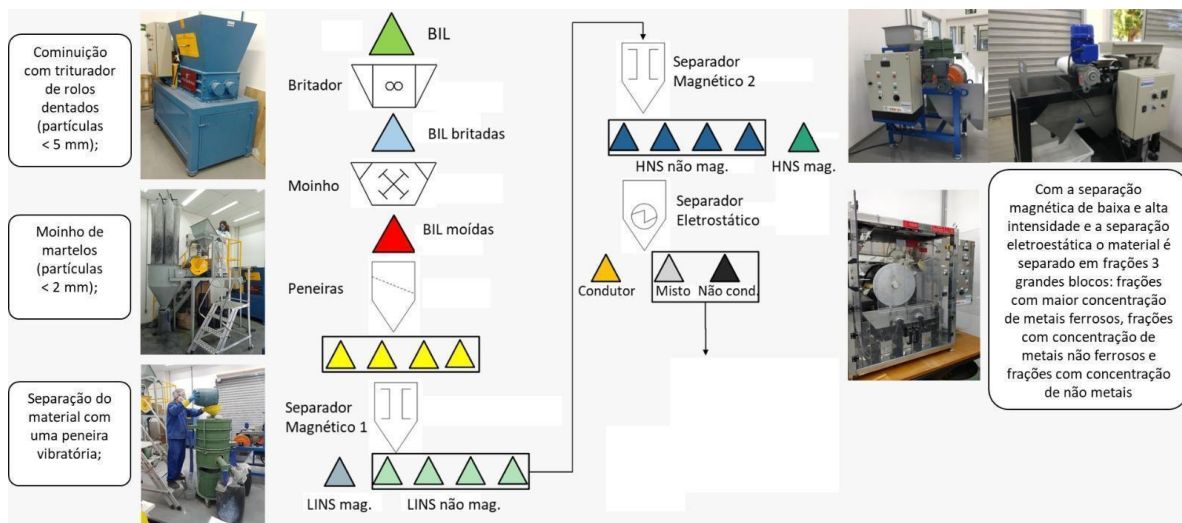 Cominuição
com triturador
de rolos
dentados
(partículas
< 5 mm);
Moinho de
martelos
(partículas
< 2 mm);
Separação do
material com
uma peneira
vibratória;
BIL
Britador
BIL britadas
Moinho
BIL moídas
Peneiras
Separador
Magnético 1
LINS mag.
LINS não mag.
Separador
Magnético 2
HNS não mag.
HNS mag.
Separador
Eletrostático
Condutor
Misto
Não cond.
Com a separação
magnética de baixa e alta
intensidade e a separação
eletroestática o material é
separado em frações 3
grandes blocos: frações
com maior concentração
de metais ferrosos, frações
com concentração de
metais não ferrosos e
frações com concentração
de não metais